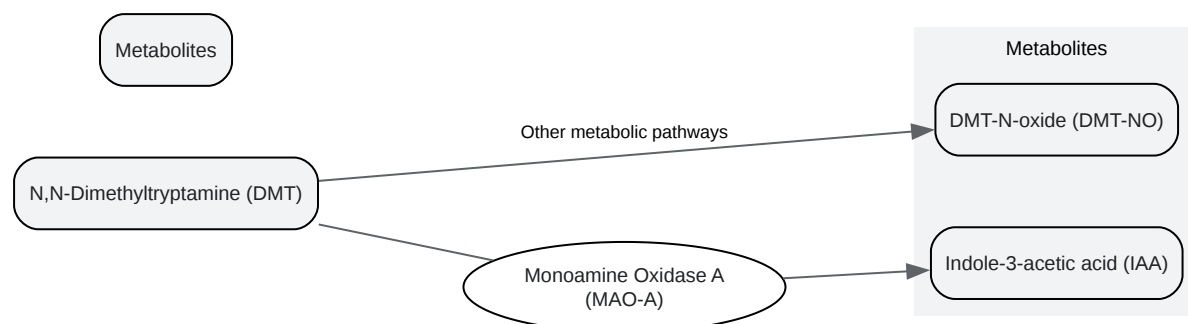 Metabolites
Metabolites
DMT-N-oxide (DMT-NO)
Other metabolic pathways
N,N-Dimethyltryptamine (DMT)
Indole-3-acetic acid (IAA)
Monoamine Oxidase A
(MAO-A)